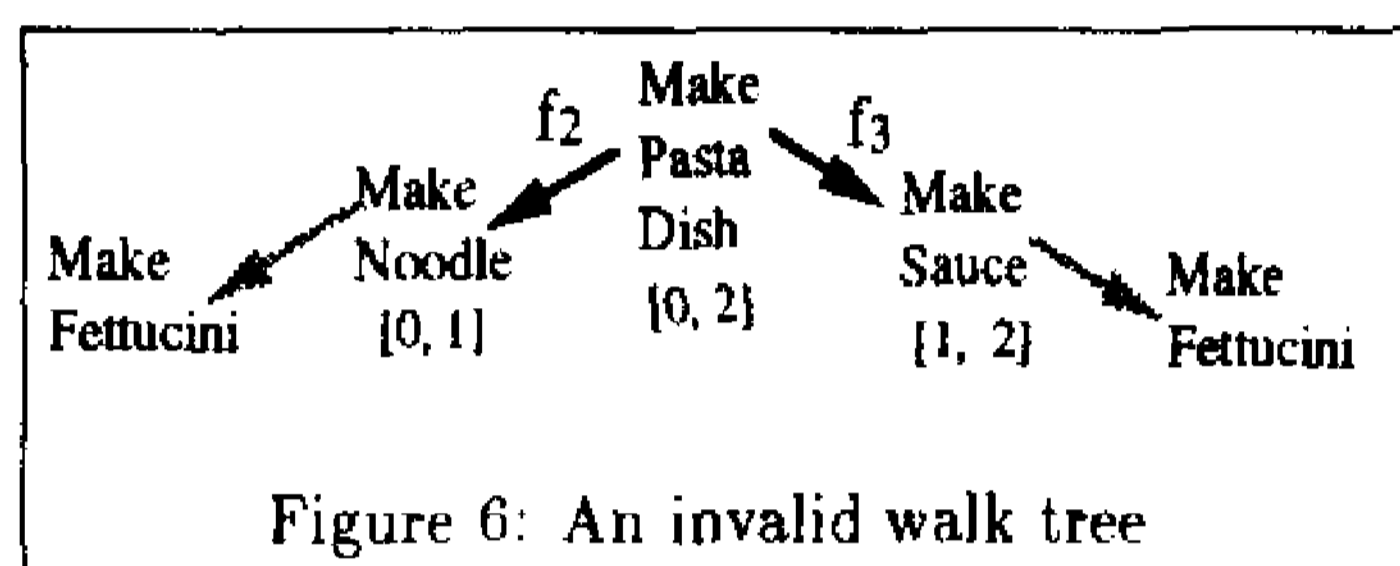 Make
Pasta
Dish
[0, 2}
f2
f3
Make
Noodle
[0, 1]
Make
Sauce
[1, 2}
Make
Fettucini
Make
Fettucini
Figure 6: An invalid walk tree